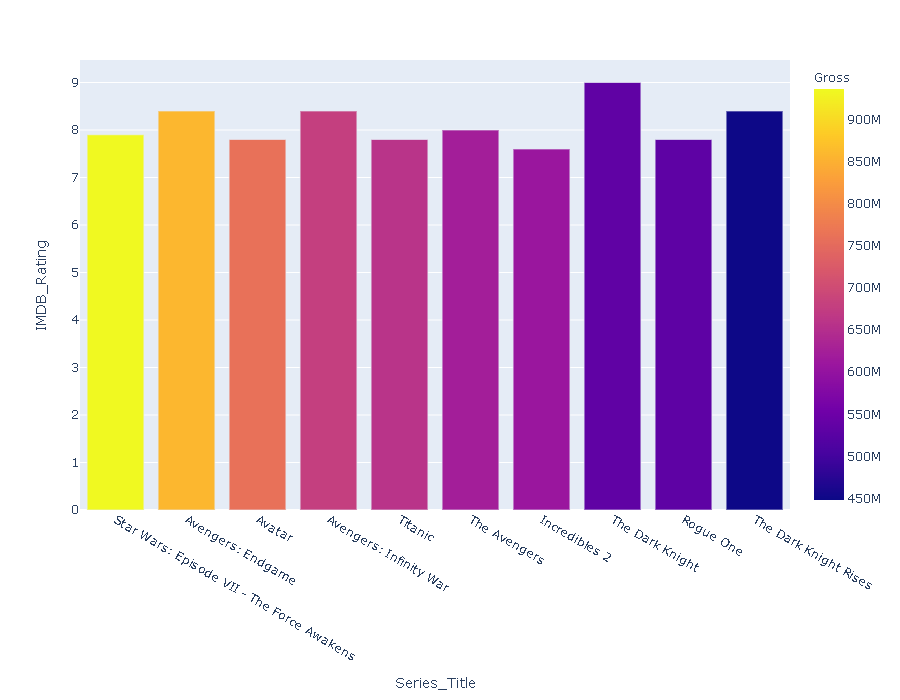 Gross
9
8
7
6
5
4
3
2
1
0
IMDB_Rating
900M
850M
800M
750M
700M
650M
600M
550M
500M
450M
Star Wars: Episode VII - The Force Awakens
Avengers: Endgame
Avatar
Avengers: Infinity War
Titanic
The Avengers
Incredibles 2
The Dark Knight
Rogue One
The Dark Knight Rises
Series_Title